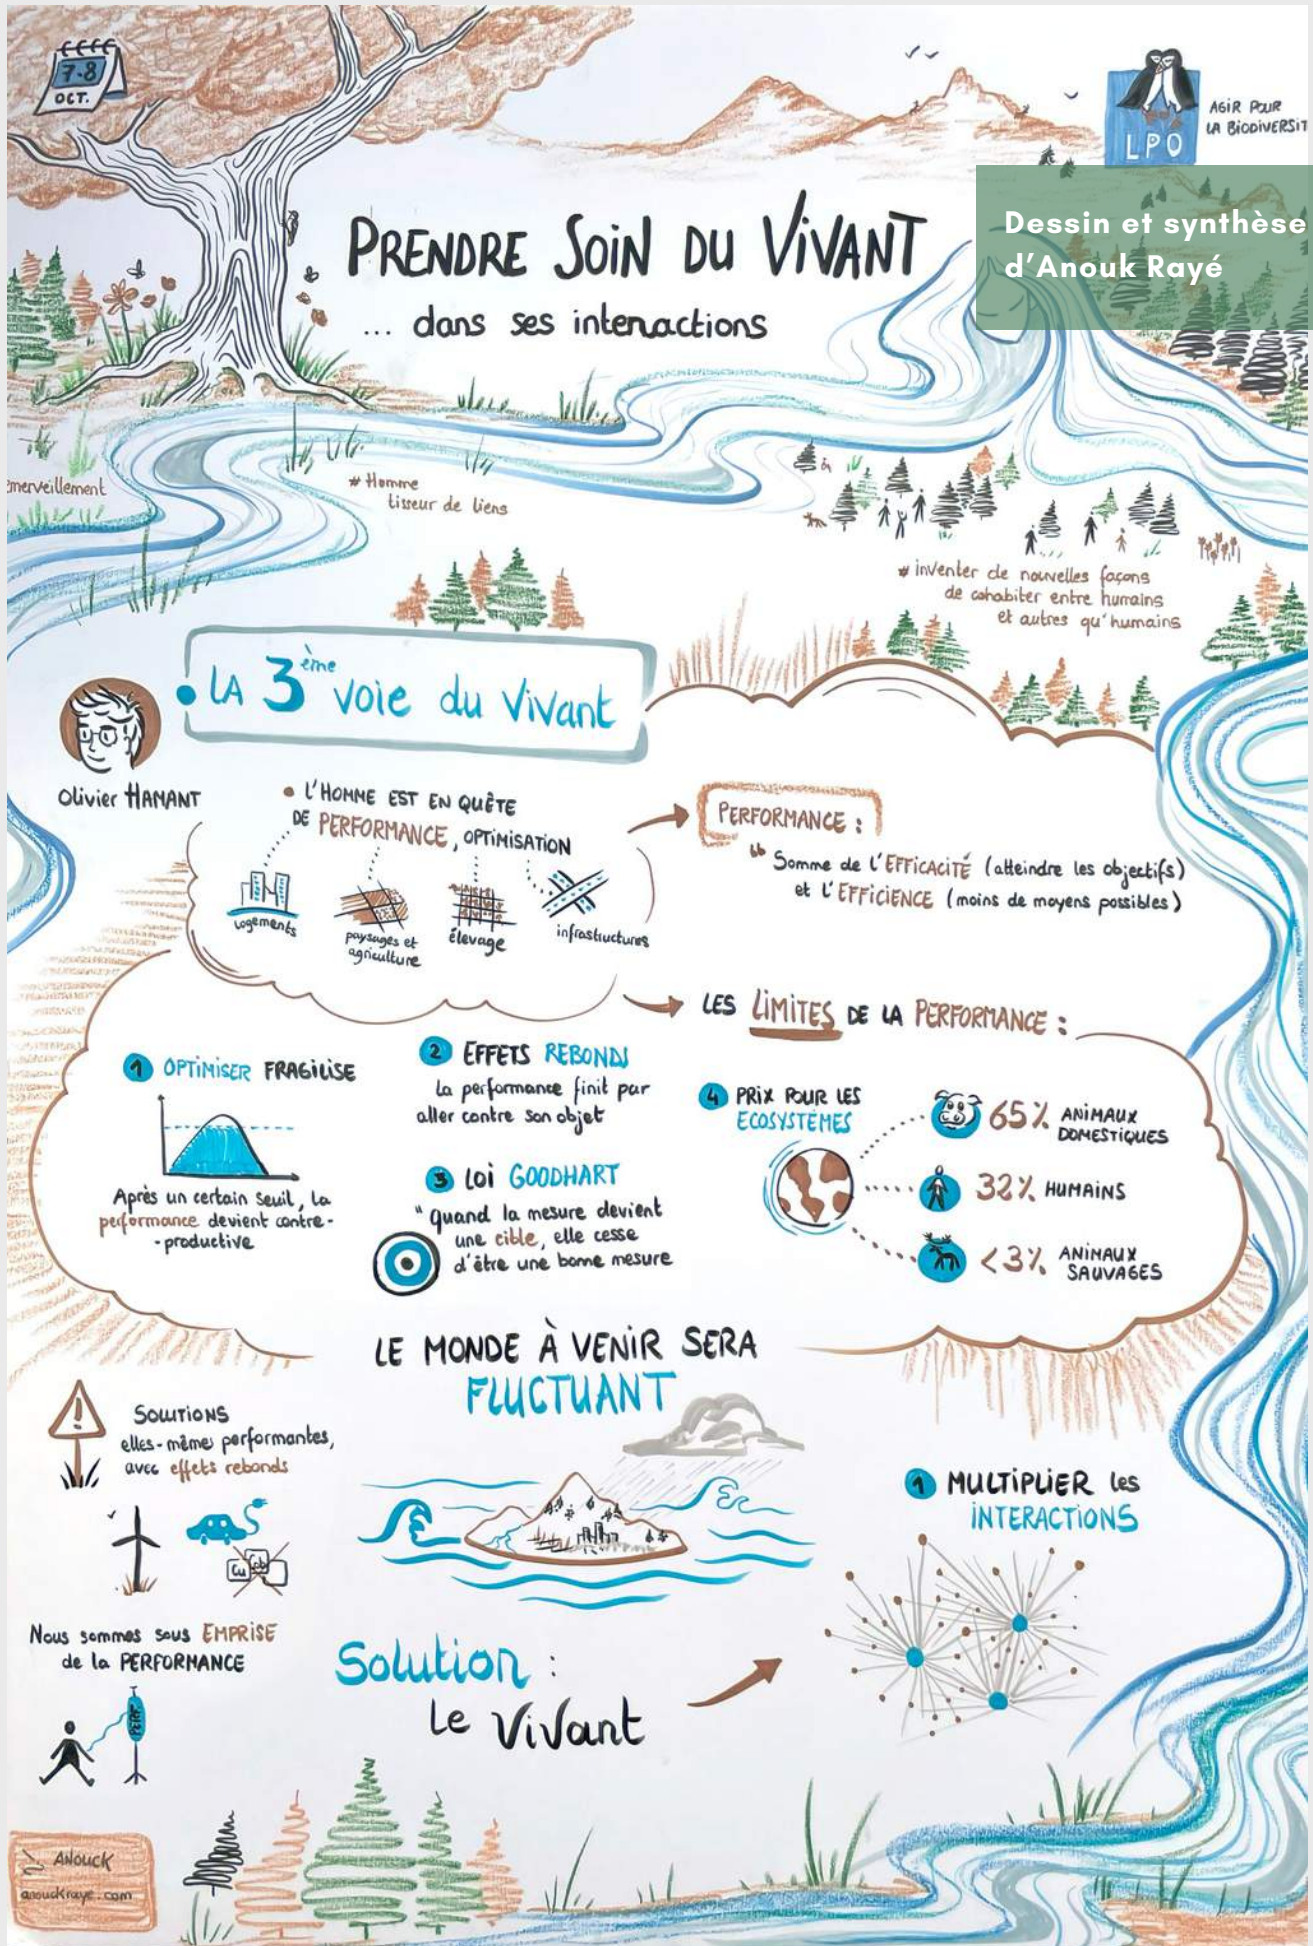 7-8
OCT.
LPO
AGIR POUR
LA BIODIVERSIT
Dessin et synthèse
d'Anouk Rayé
PRENDRE SOIN DU VIVANT
... dans ses interactions
merveillement
# Homme
tisseur de liens
# inventer de nouvelles façons
de cohabiter entre humains
et autres qu'humains
• LA 3ème voie du Vivant
Olivier HAMANT
• L'HOMME EST EN QUÊTE
DE PERFORMANCE, OPTIMISATION
logements
paysages et
agriculture
élevage
infrastructures
PERFORMANCE :
" Somme de l'EFFICACITÉ (atteindre les objectifs)
et l'EFFICIENCE (moins de moyens possibles)
LES LIMITES DE LA PERFORMANCE :
1 OPTIMISER FRAGILISE
Après un certain seuil, la
performance devient contre-
-productive
2 EFFETS REBONDS
la performance finit par
aller contre son objet
3 LOI GOODHART
" quand la mesure devient
une cible, elle cesse
d'être une bonne mesure
4 PRIX POUR LES
ECOSYSTÈMES
65% ANIMAUX
DOMESTIQUES
32% HUMAINS
<3% ANIMAUX
SAUVAGES
LE MONDE À VENIR SERA
FLUCTUANT
!
SOLUTIONS
elles-mêmes performantes,
avec effets rebonds
Cu
Cob
Nous sommes sous EMPRISE
de la PERFORMANCE
PERF
Solution :
Le Vivant
1 MULTIPLIER les
INTERACTIONS
ANOUCK
anouckraye.com